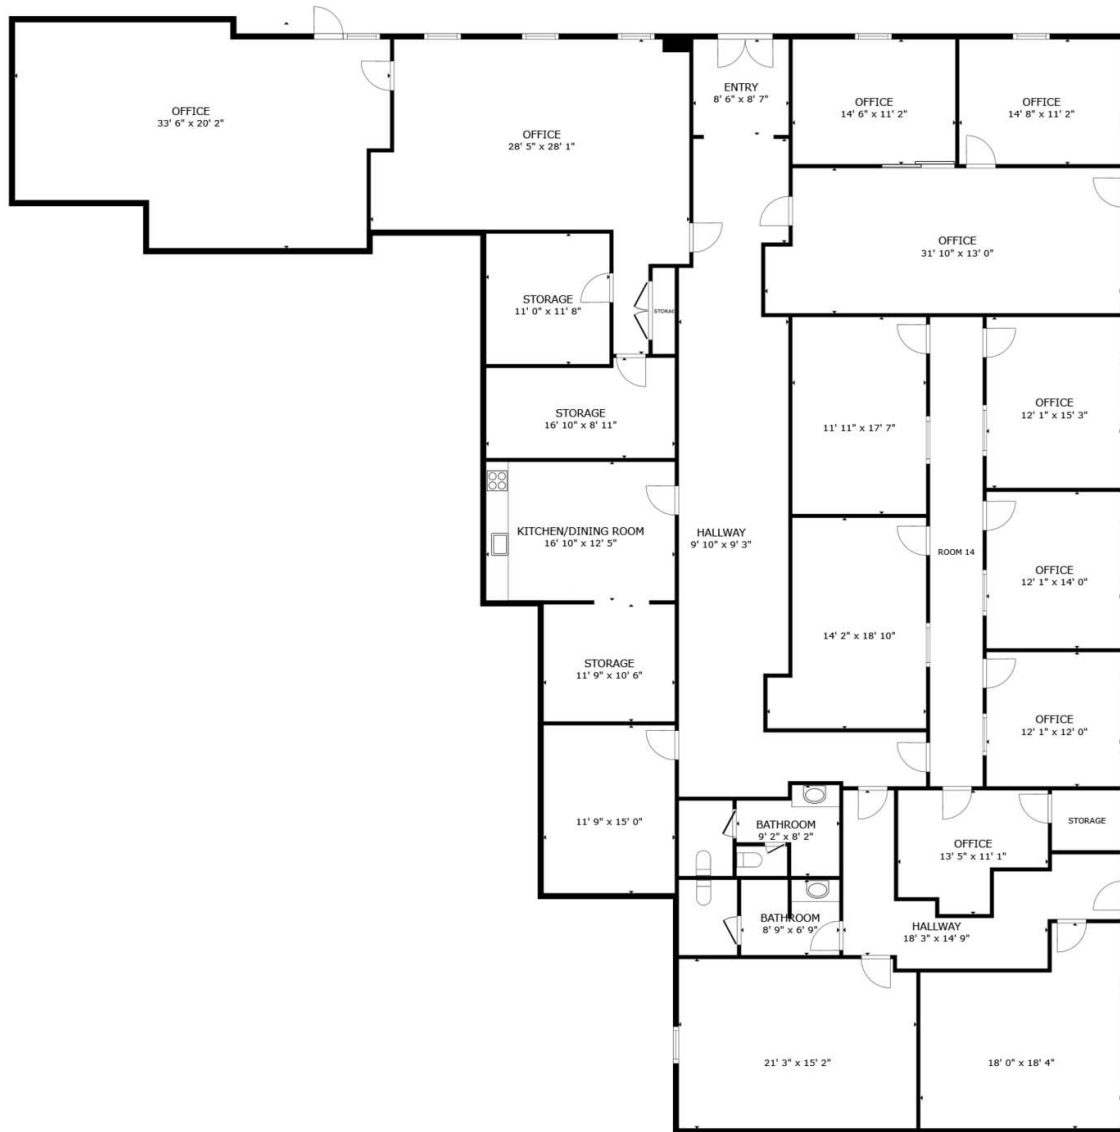 OFFICE
33' 6" x 20' 2"
OFFICE
28' 5" x 28' 1"
ENTRY
8' 6" x 8' 7"
OFFICE
14' 6" x 11' 2"
OFFICE
14' 8" x 11' 2"
OFFICE
31' 10" x 13' 0"
STORAGE
11' 0" x 11' 8"
STORAG
STORAGE
16' 10" x 8' 11"
11' 11" x 17' 7"
OFFICE
12' 1" x 15' 3"
KITCHEN/DINING ROOM
16' 10" x 12' 5"
HALLWAY
9' 10" x 9' 3"
ROOM 14
OFFICE
12' 1" x 14' 0"
14' 2" x 18' 10"
STORAGE
11' 9" x 10' 6"
OFFICE
12' 1" x 12' 0"
11' 9" x 15' 0"
BATHROOM
9' 2" x 8' 2"
OFFICE
13' 5" x 11' 1"
STORAGE
BATHROOM
8' 9" x 6' 9"
HALLWAY
18' 3" x 14' 9"
21' 3" x 15' 2"
18' 0" x 18' 4"